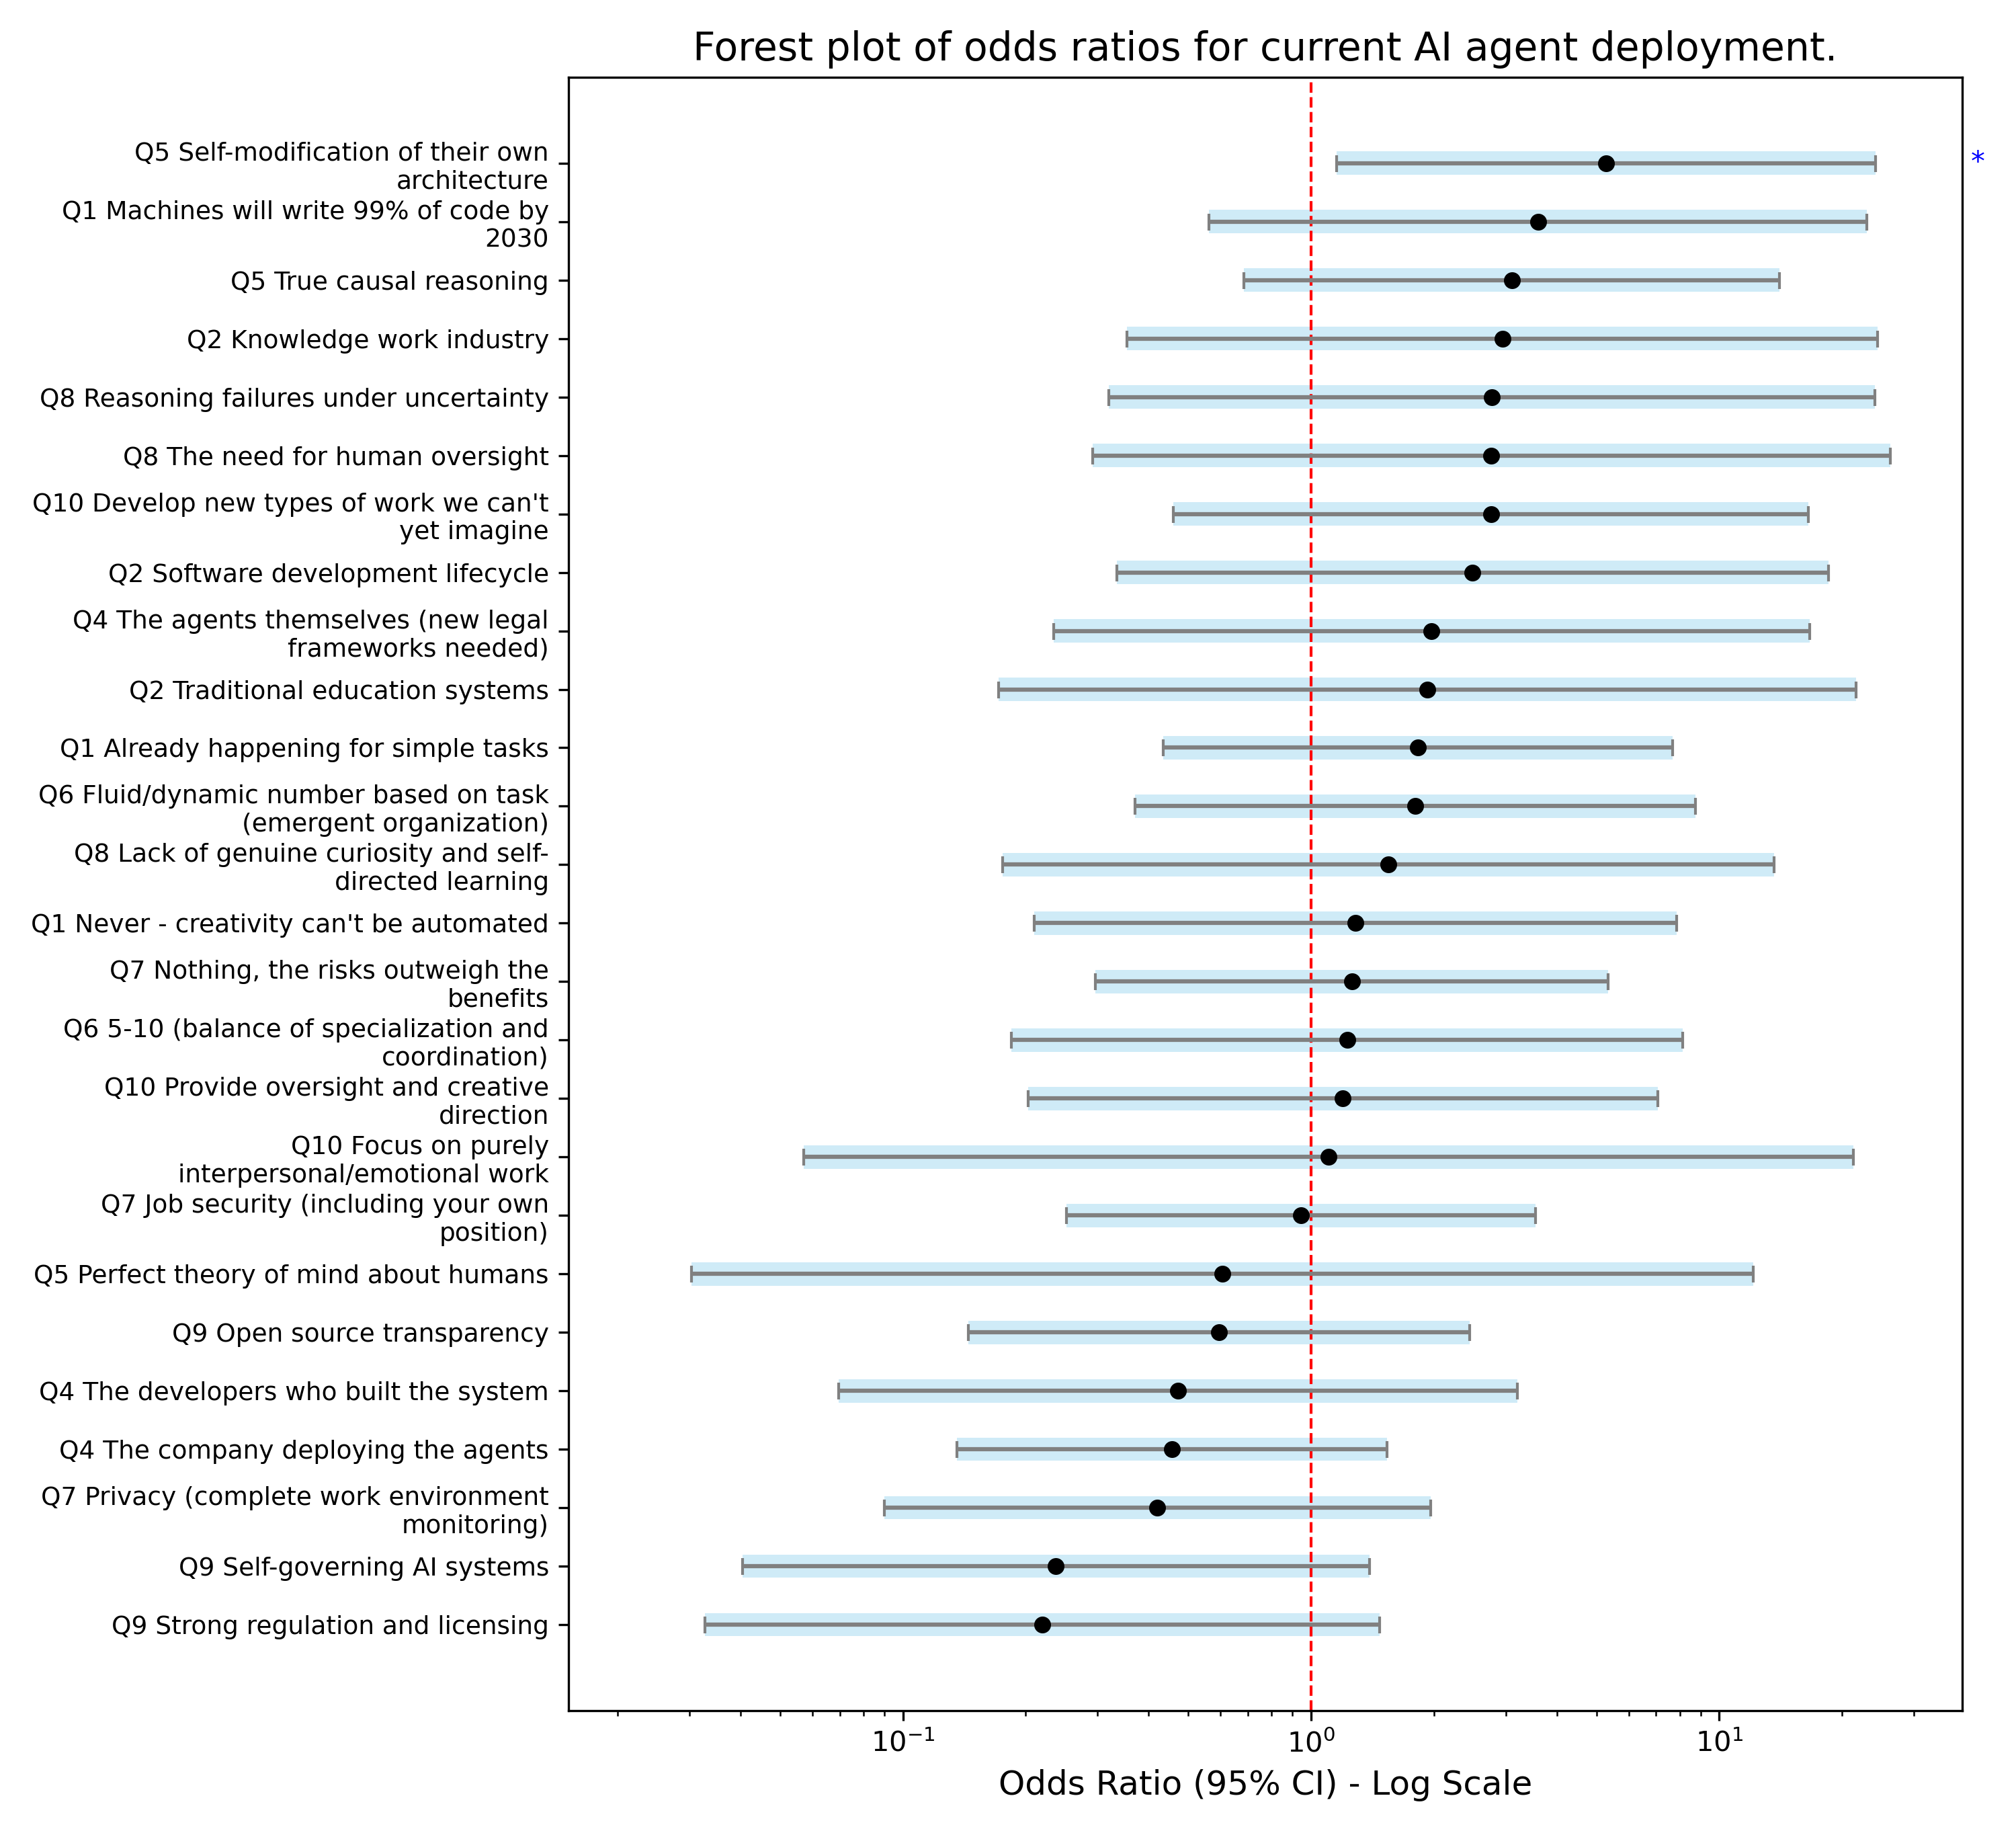 Forest plot of odds ratios for current AI agent deployment.
Q5 Self-modification of their own
architecture
*
Q1 Machines will write 99% of code by
2030
Q5 True causal reasoning
Q2 Knowledge work industry
Q8 Reasoning failures under uncertainty
Q8 The need for human oversight
Q10 Develop new types of work we can't
yet imagine
Q2 Software development lifecycle
Q4 The agents themselves (new legal
frameworks needed)
Q2 Traditional education systems
Q1 Already happening for simple tasks
Q6 Fluid/dynamic number based on task
(emergent organization)
Q8 Lack of genuine curiosity and self-
directed learning
Q1 Never - creativity can't be automated
Q7 Nothing, the risks outweigh the
benefits
Q6 5-10 (balance of specialization and
coordination)
Q10 Provide oversight and creative
direction
Q10 Focus on purely
interpersonal/emotional work
Q7 Job security (including your own
position)
Q5 Perfect theory of mind about humans
Q9 Open source transparency
Q4 The developers who built the system
Q4 The company deploying the agents
Q7 Privacy (complete work environment
monitoring)
Q9 Self-governing AI systems
Q9 Strong regulation and licensing
10⁻¹ 10⁰ 10¹
Odds Ratio (95% CI) - Log Scale